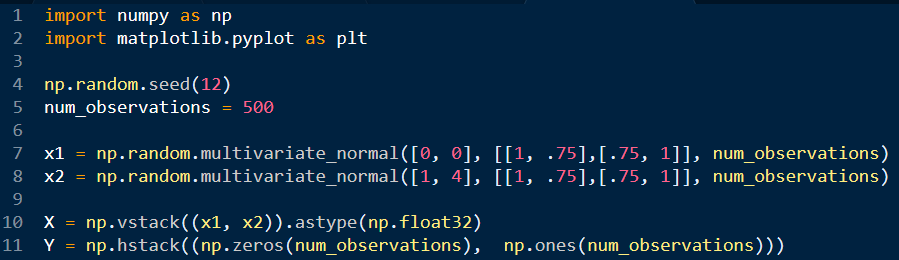 1 import numpy as np
2 import matplotlib.pyplot as plt
3
4 np.random.seed(12)
5 num_observations = 500
6
7 x1 = np.random.multivariate_normal([0, 0], [[1, .75],[.75, 1]], num_observations)
8 x2 = np.random.multivariate_normal([1, 4], [[1, .75],[.75, 1]], num_observations)
9
10 X = np.vstack((x1, x2)).astype(np.float32)
11 Y = np.hstack((np.zeros(num_observations),  np.ones(num_observations)))